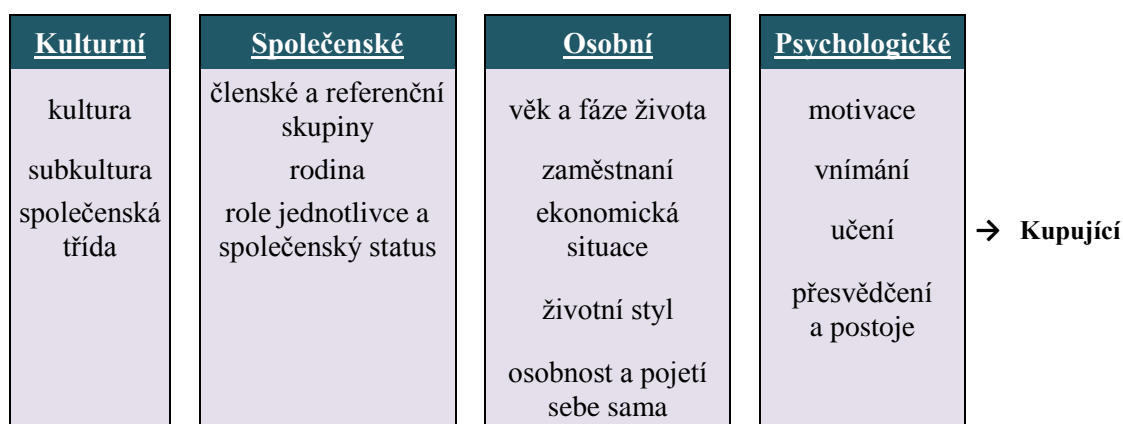 Kulturní
kultura
subkultura
společenská
třída
Společenské
členské a referenční
skupiny
rodina
role jednotlivce a
společenský status
Osobní
věk a fáze života
zaměstnaní
ekonomická
situace
životní styl
osobnost a pojetí
sebe sama
Psychologické
motivace
vnímání
učení
přesvědčení
a postoje
→ Kupující